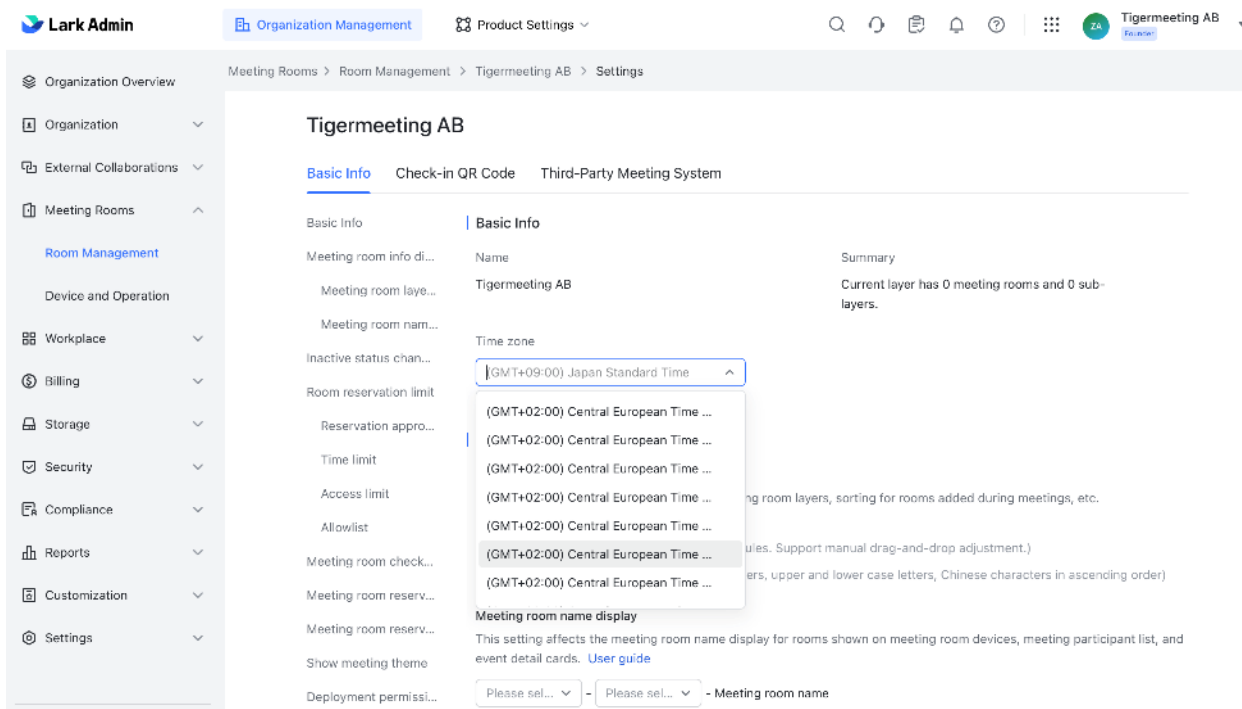 Lark Admin
Organization Management
Product Settings
ZA
Tigermeeting AB
Founder
Organization Overview
Organization
External Collaborations
Meeting Rooms
Room Management
Device and Operation
Workplace
Billing
Storage
Security
Compliance
Reports
Customization
Settings
Meeting Rooms > Room Management > Tigermeeting AB > Settings
Tigermeeting AB
Basic Info Check-in QR Code Third-Party Meeting System
Basic Info
Meeting room info di...
Meeting room laye...
Meeting room nam...
Inactive status chan...
Room reservation limit
Reservation appro...
Time limit
Access limit
Allowlist
Meeting room check...
Meeting room reserv...
Meeting room reserv...
Show meeting theme
Deployment permissi...
Basic Info
Name
Tigermeeting AB
Summary
Current layer has 0 meeting rooms and 0 sub-
layers.
Time zone
(GMT+09:00) Japan Standard Time
(GMT+02:00) Central European Time ...
(GMT+02:00) Central European Time ...
(GMT+02:00) Central European Time ...
(GMT+02:00) Central European Time ...
(GMT+02:00) Central European Time ...
(GMT+02:00) Central European Time ...
(GMT+02:00) Central European Time ...
ng room layers, sorting for rooms added during meetings, etc.
ules. Support manual drag-and-drop adjustment.)
ers, upper and lower case letters, Chinese characters in ascending order)
Meeting room name display
This setting affects the meeting room name display for rooms shown on meeting room devices, meeting participant list, and
event detail cards. User guide
Please sel... - Please sel... - Meeting room name